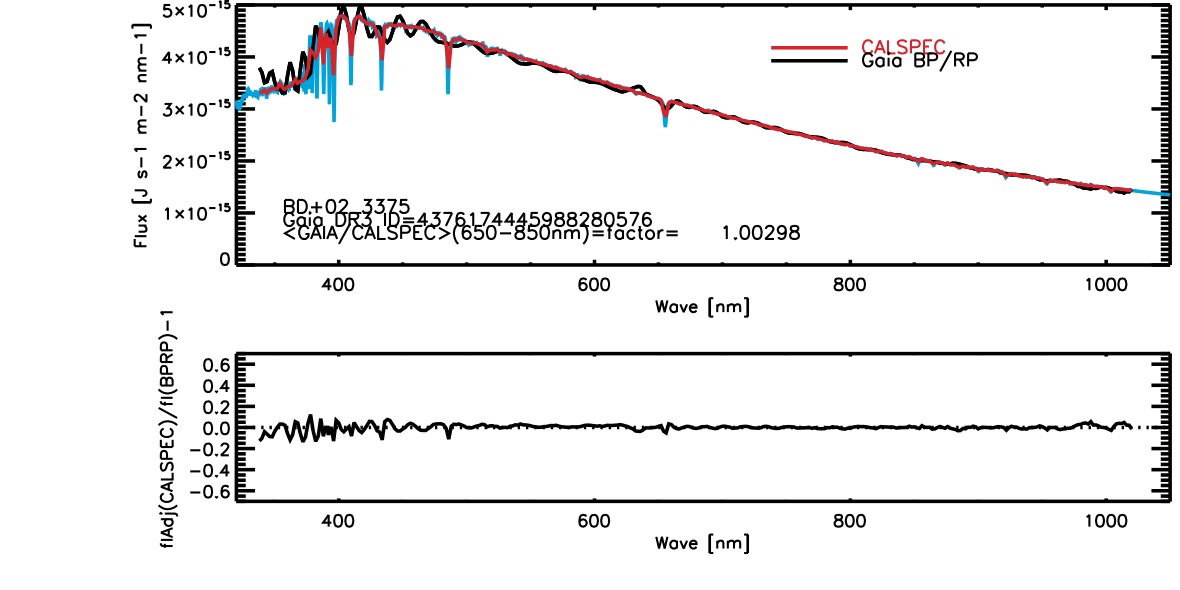 5×10⁻¹⁵
4×10⁻¹⁵
3×10⁻¹⁵
2×10⁻¹⁵
1×10⁻¹⁵
0
Flux [J s−1 m−2 nm−1]
CALSPEC
Gaia BP/RP
BD+02_3375
Gaia DR3 ID=4376174445988280576
<GAIA/CALSPEC>(650−850nm)=factor= 1.00298
400 600 800 1000
Wave [nm]
0.6
0.4
0.2
0.0
−0.2
−0.4
−0.6
flAdj(CALSPEC)/fl(BPRP)−1
400 600 800 1000
Wave [nm]